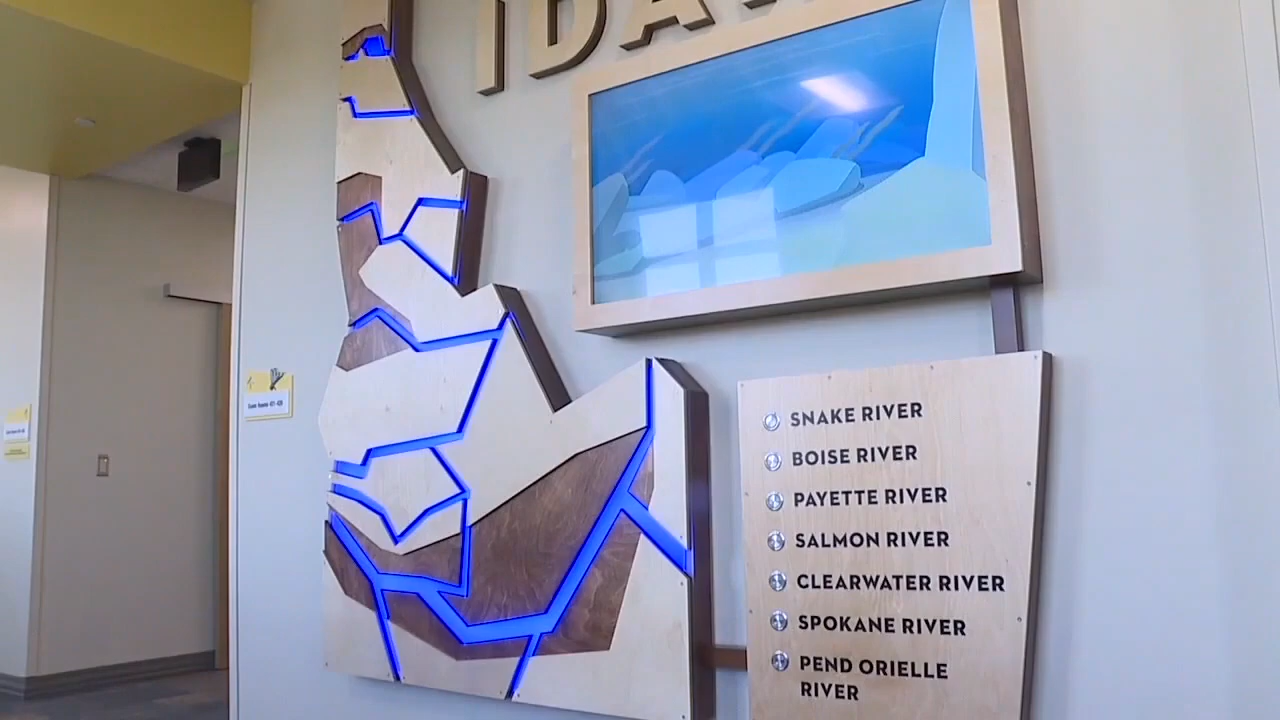 SNAKE RIVER
BOISE RIVER
PAYETTE RIVER
SALMON RIVER
CLEARWATER RIVER
SPOKANE RIVER
PEND ORIELLE
RIVER